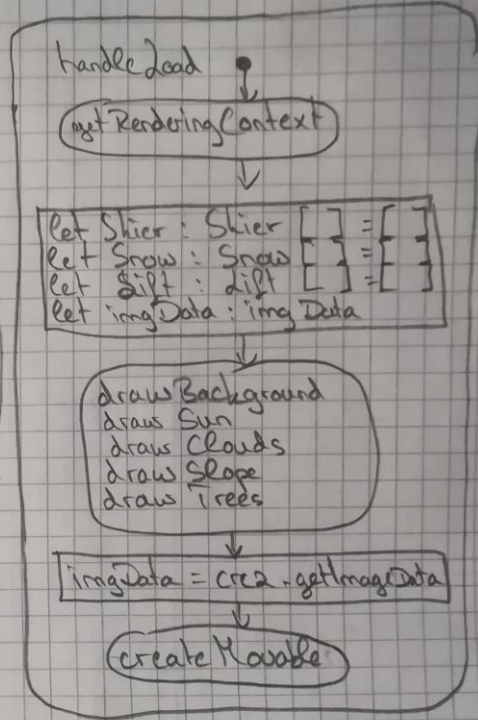 handleLoad
getRenderingContext
let Skier : Skier [ ] = [ ]
let Snow : Snow [ ] = [ ]
let Lift : Lift [ ] = [ ]
let imgData : imgData
drawBackground
draw Sun
draw Clouds
draw Slope
draw Trees
imgData = crc2.getImageData
createMovable